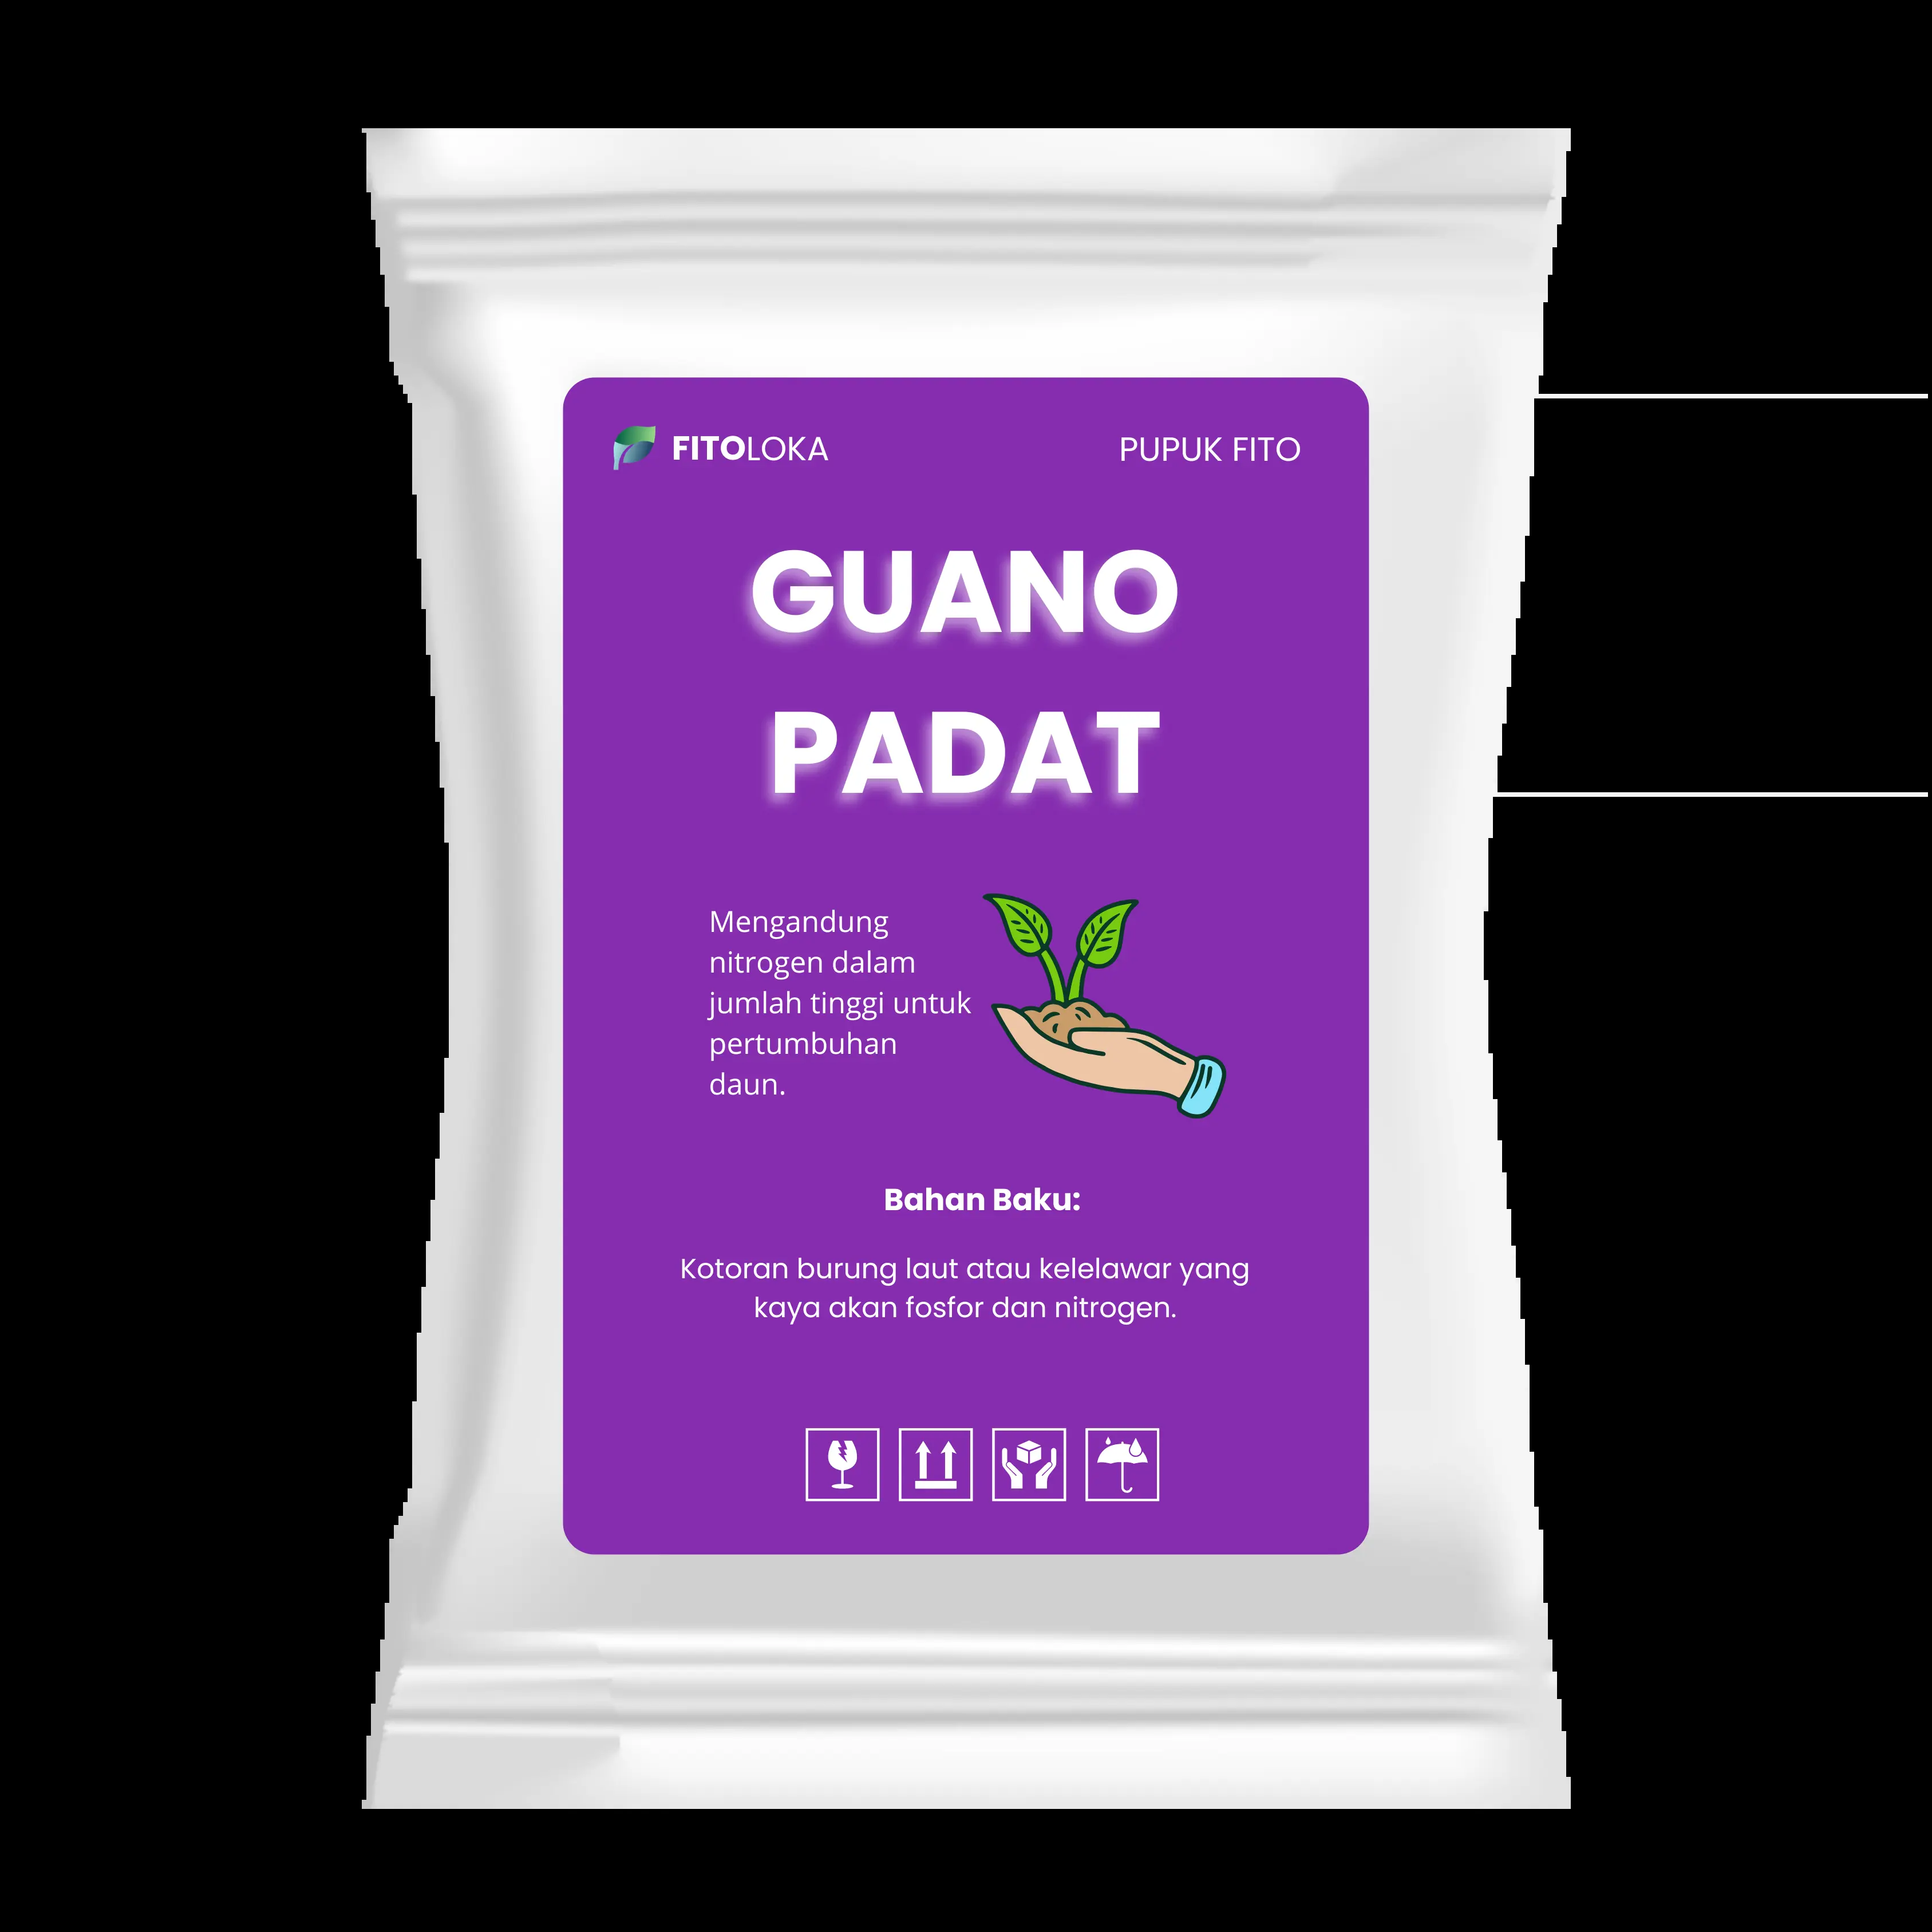 FITOLOKA
PUPUK FITO
GUANO
PADAT
Mengandung
nitrogen dalam
jumlah tinggi untuk
pertumbuhan
daun.
Bahan Baku:
Kotoran burung laut atau kelelawar yang
kaya akan fosfor dan nitrogen.